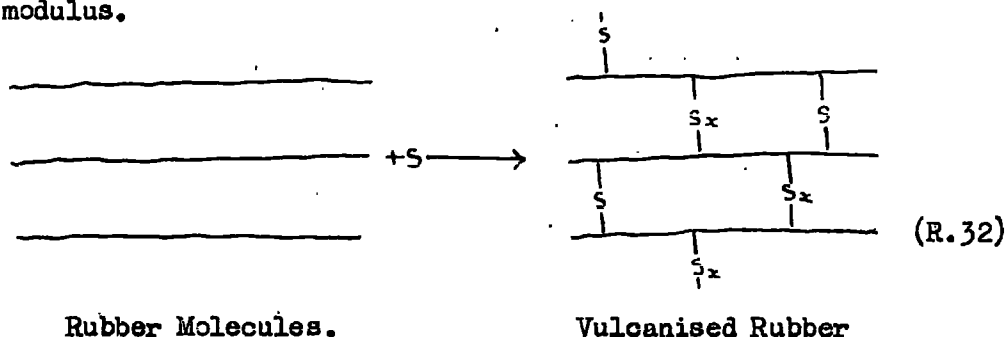 modulus.
S
Sx S
+S
S Sx
(R.32)
Sx
Rubber Molecules. Vulcanised Rubber